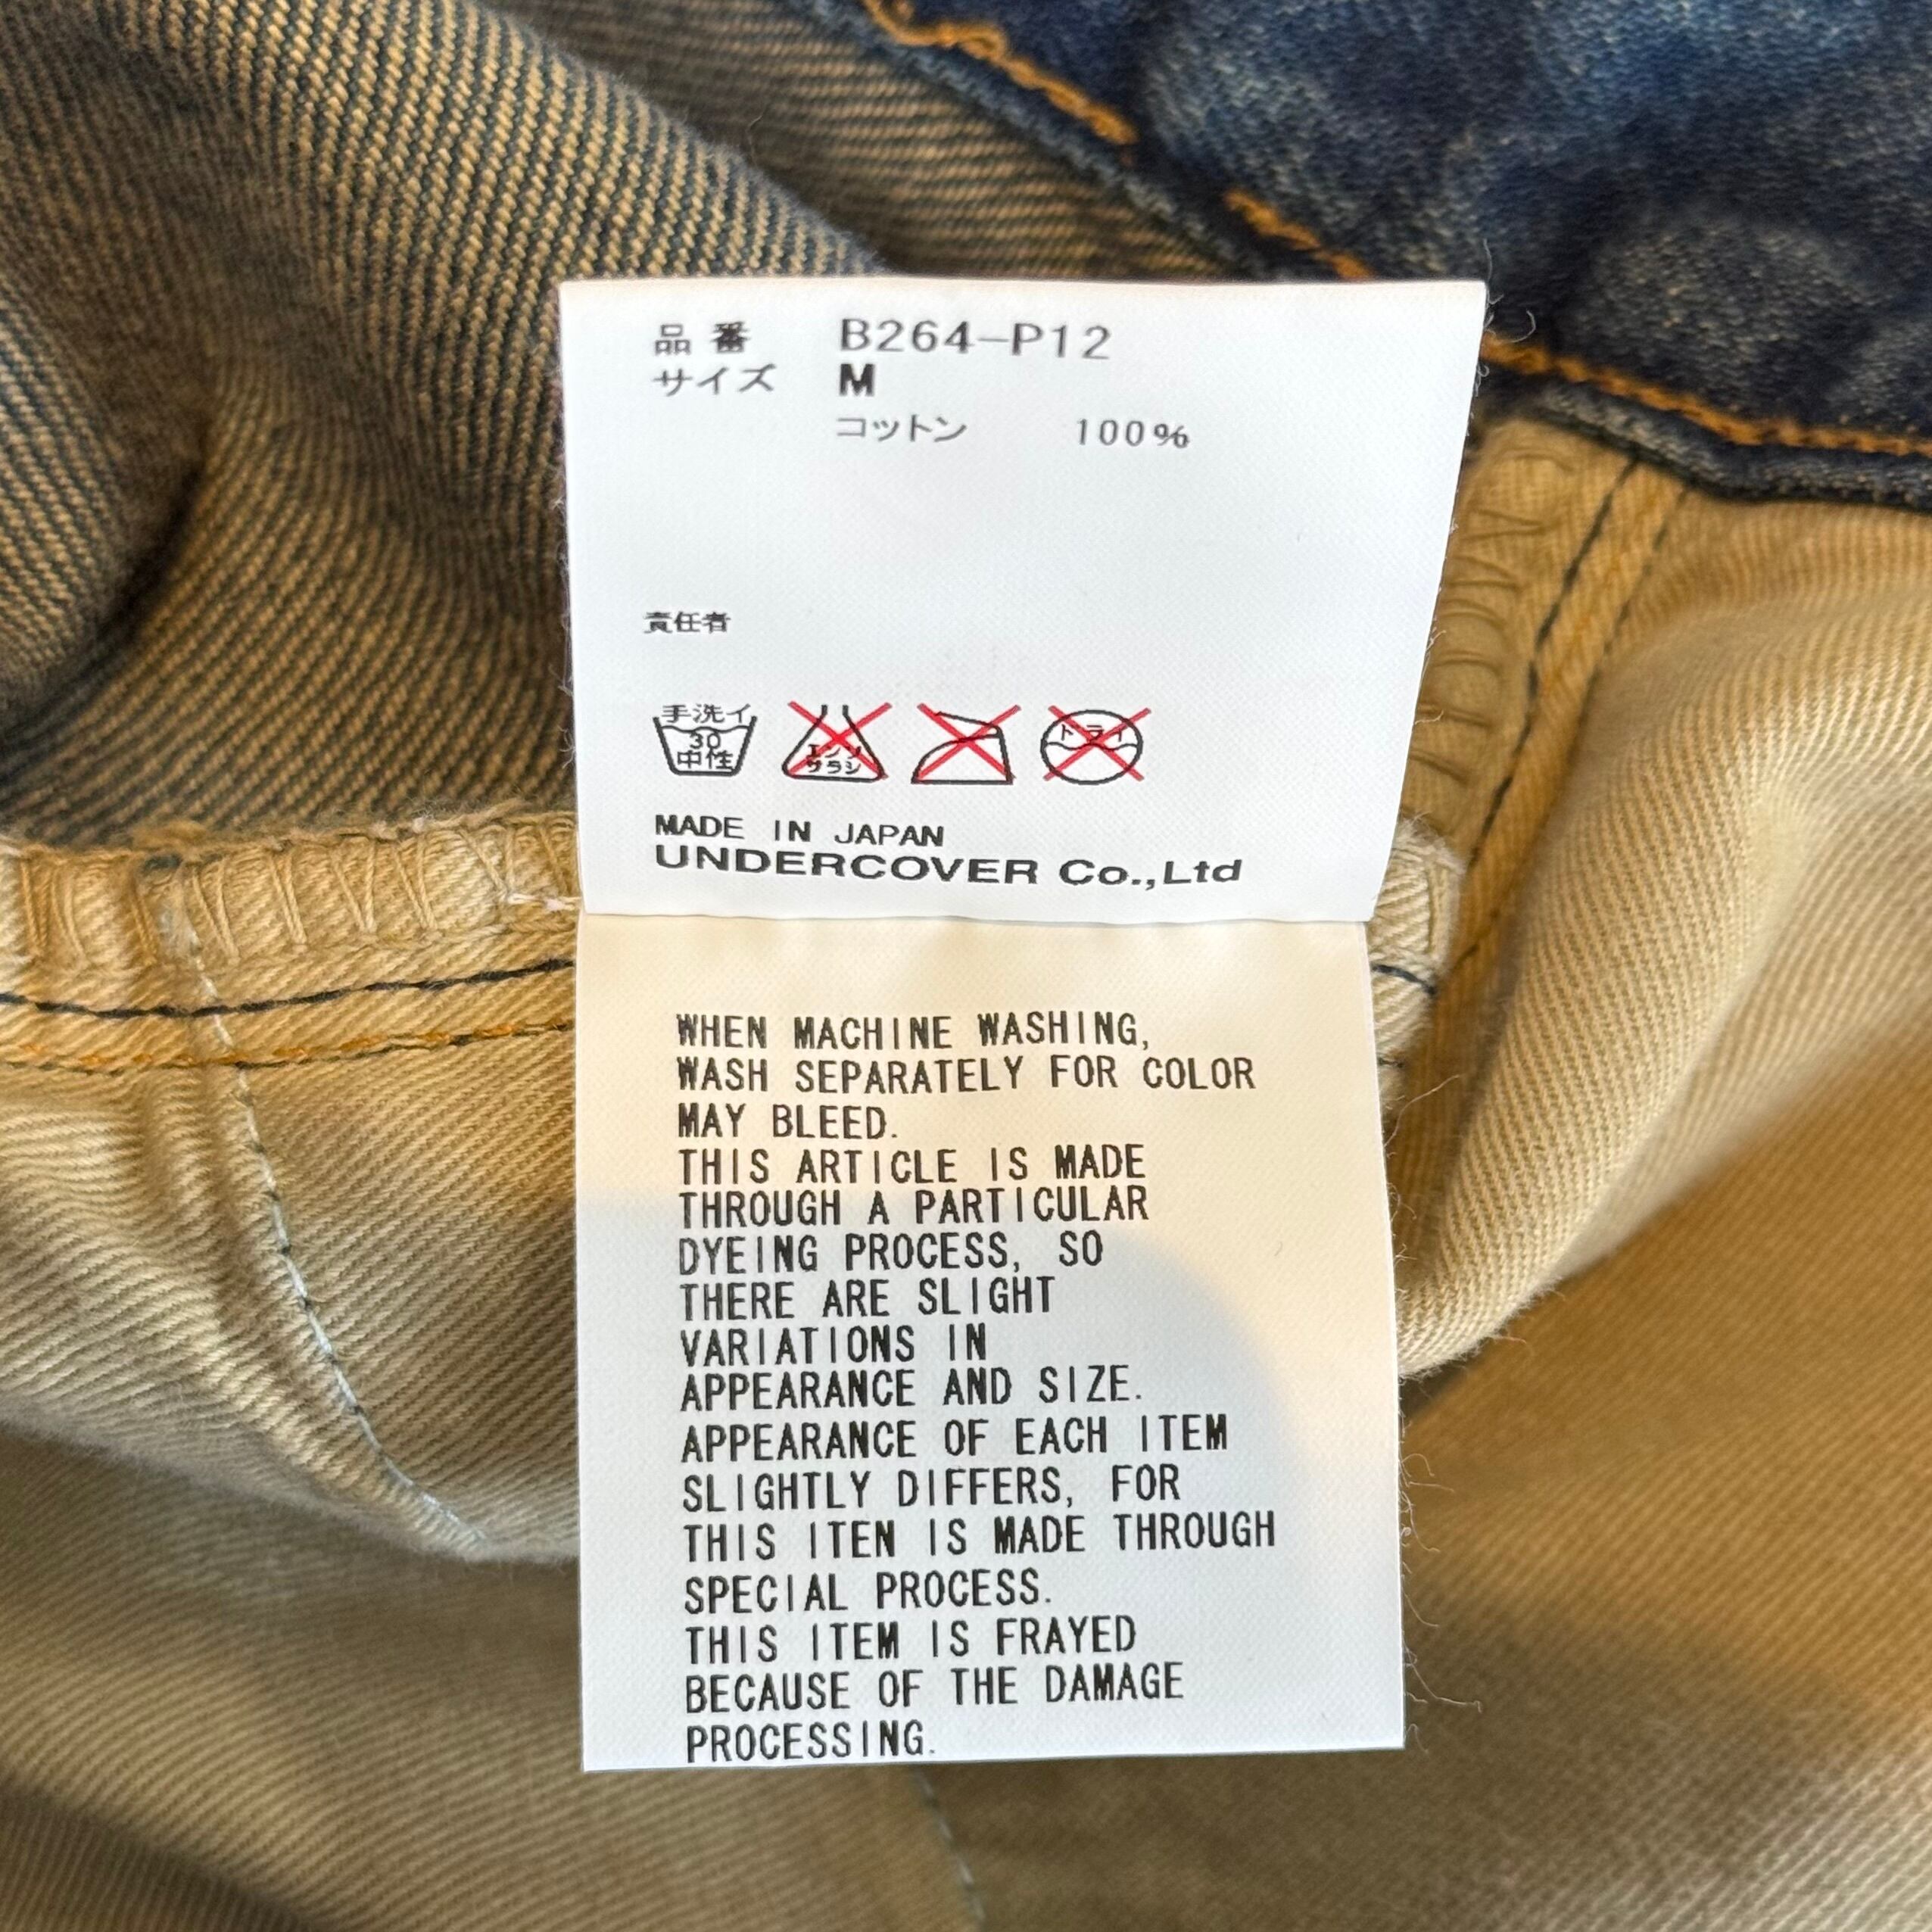 品番 B264-P12
サイズ M
コットン 100%
責任者
手洗イ
30
中性
エンソ
サラシ
ドライ
MADE IN JAPAN
UNDERCOVER Co.,Ltd
WHEN MACHINE WASHING,
WASH SEPARATELY FOR COLOR
MAY BLEED.
THIS ARTICLE IS MADE
THROUGH A PARTICULAR
DYEING PROCESS, SO
THERE ARE SLIGHT
VARIATIONS IN
APPEARANCE AND SIZE.
APPEARANCE OF EACH ITEM
SLIGHTLY DIFFERS, FOR
THIS ITEN IS MADE THROUGH
SPECIAL PROCESS.
THIS ITEM IS FRAYED
BECAUSE OF THE DAMAGE
PROCESSING.